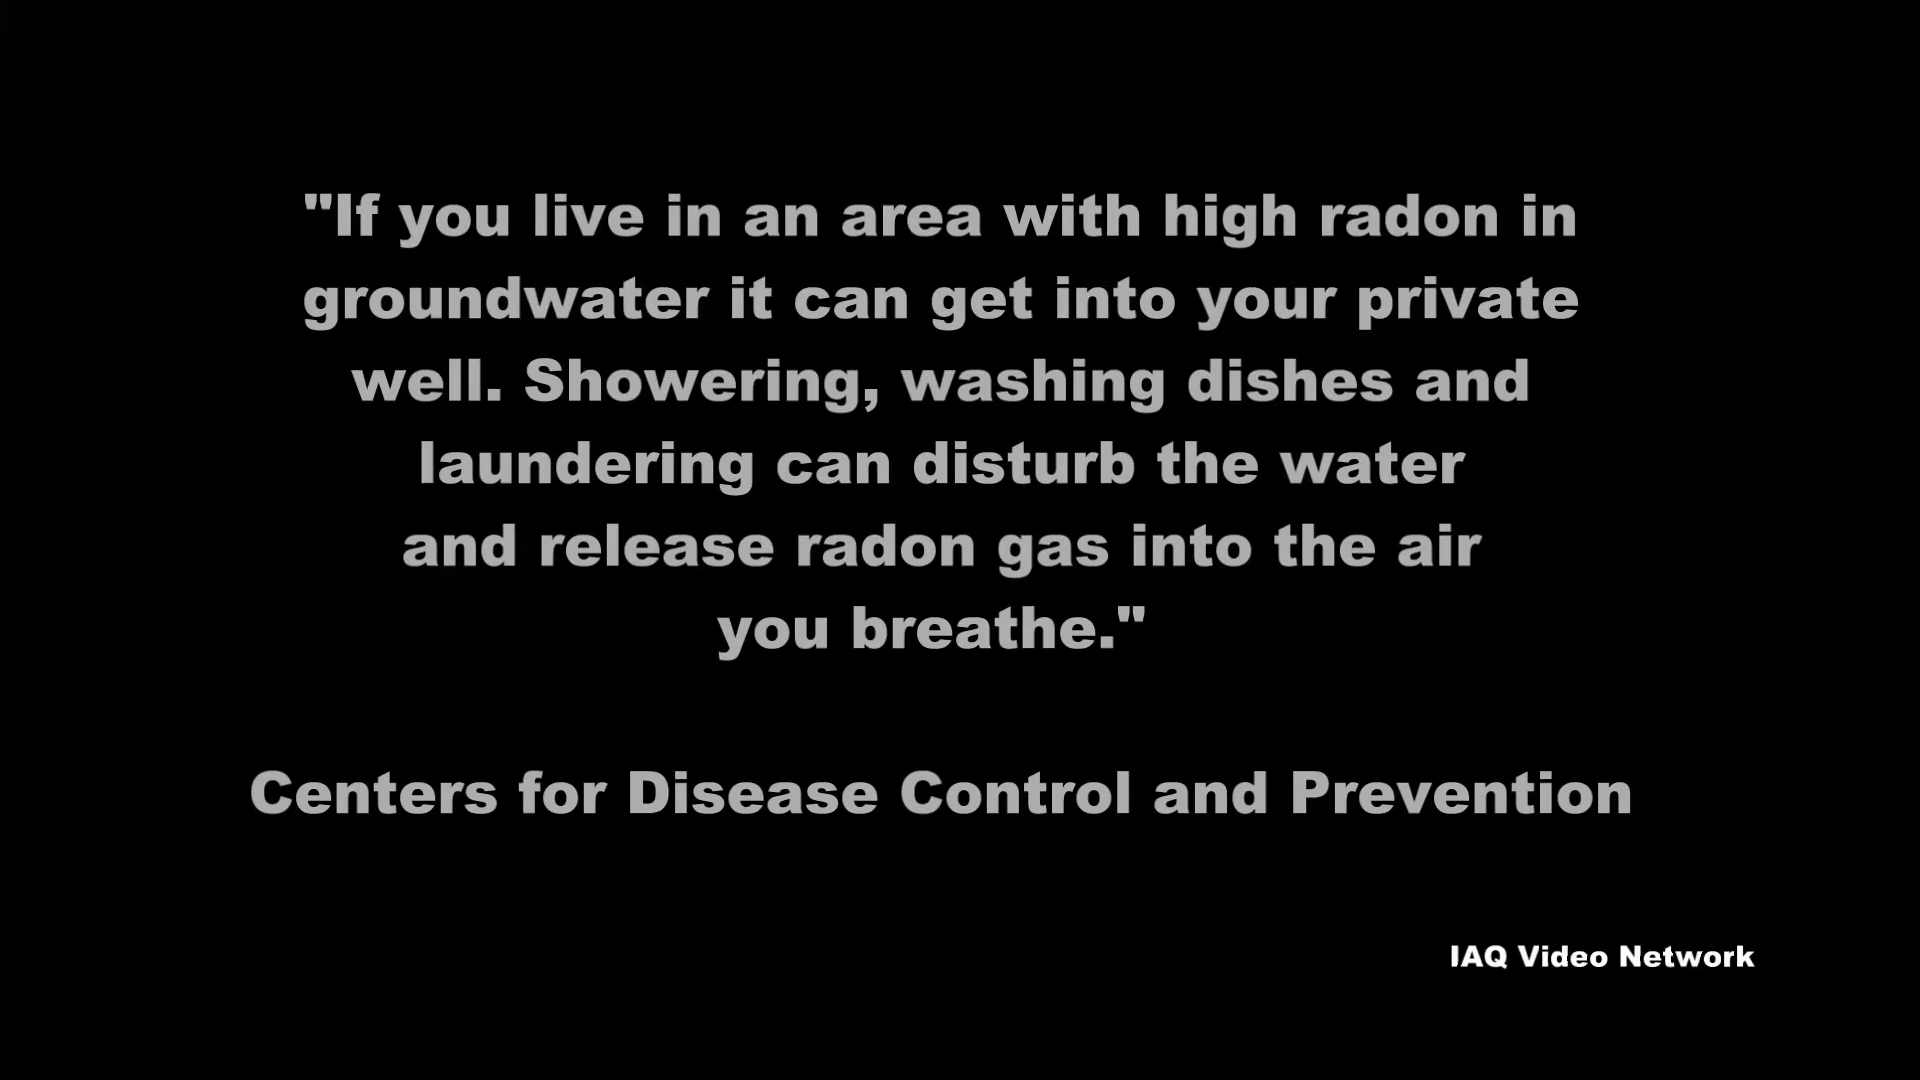 "If you live in an area with high radon in
groundwater it can get into your private
well. Showering, washing dishes and
laundering can disturb the water
and release radon gas into the air
you breathe."
Centers for Disease Control and Prevention
IAQ Video Network